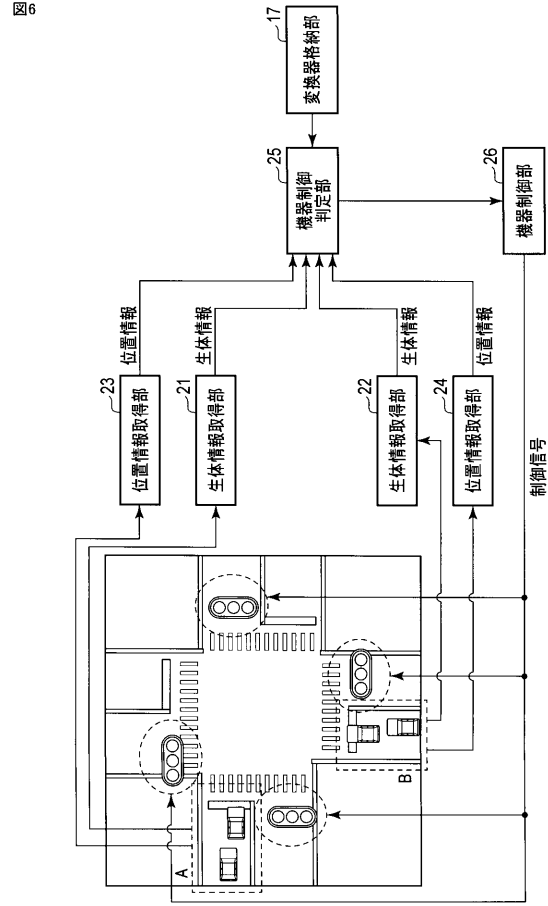 図6
17
変換器格納部
25
機器制御
判定部
26
機器制御部
位置情報
生体情報
生体情報
位置情報
23
位置情報取得部
21
生体情報取得部
22
生体情報取得部
24
位置情報取得部
制御信号
A
B